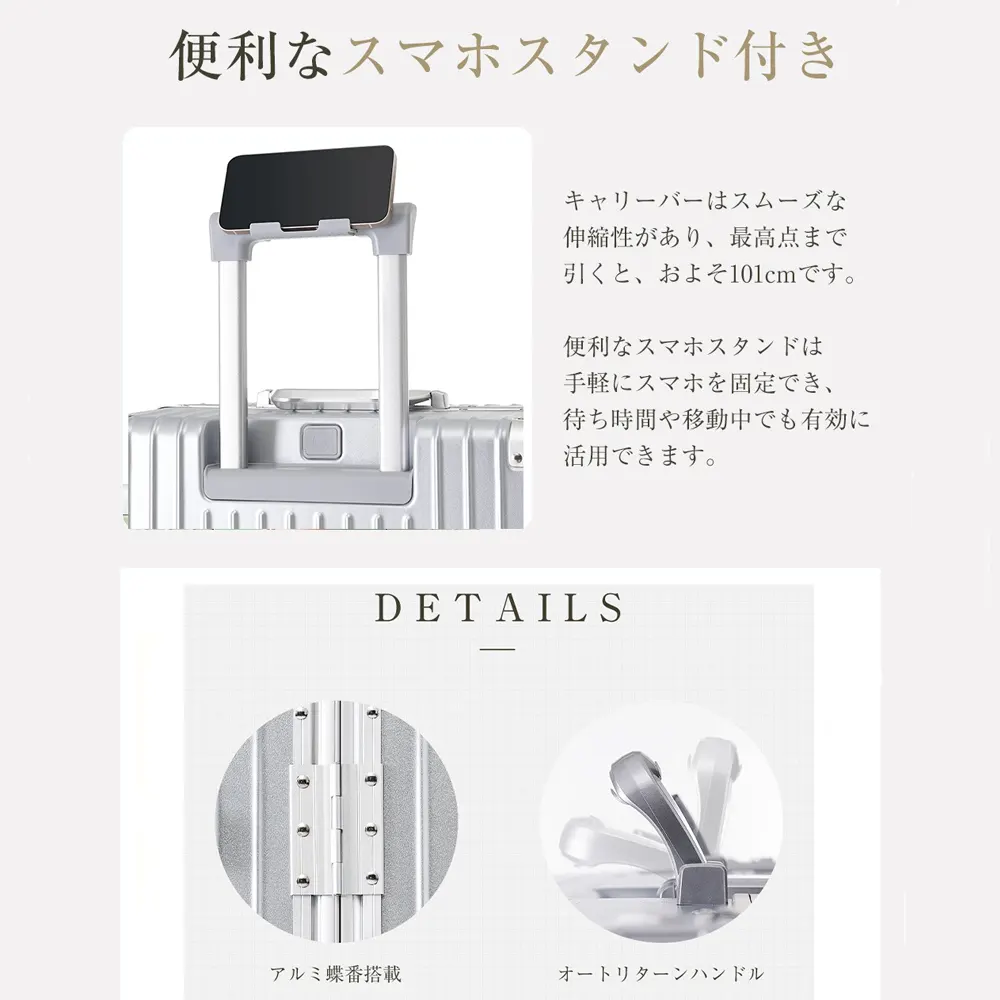 便利なスマホスタンド付き
キャリーバーはスムーズな
伸縮性があり、最高点まで
引くと、およそ101cmです。
便利なスマホスタンドは
手軽にスマホを固定でき、
待ち時間や移動中でも有効に
活用できます。
DETAILS
アルミ蝶番搭載
オートリターンハンドル